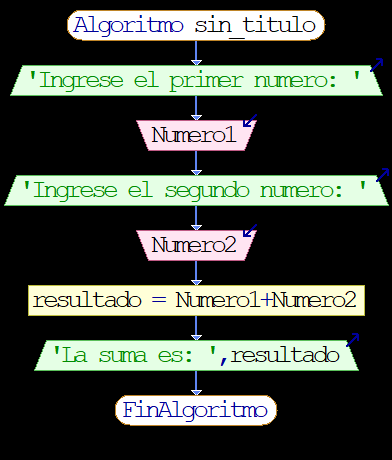 Algoritmo sin_titulo
'Ingrese el primer numero: '
Numero1
'Ingrese el segundo numero: '
Numero2
resultado = Numero1+Numero2
'La suma es: ',resultado
FinAlgoritmo